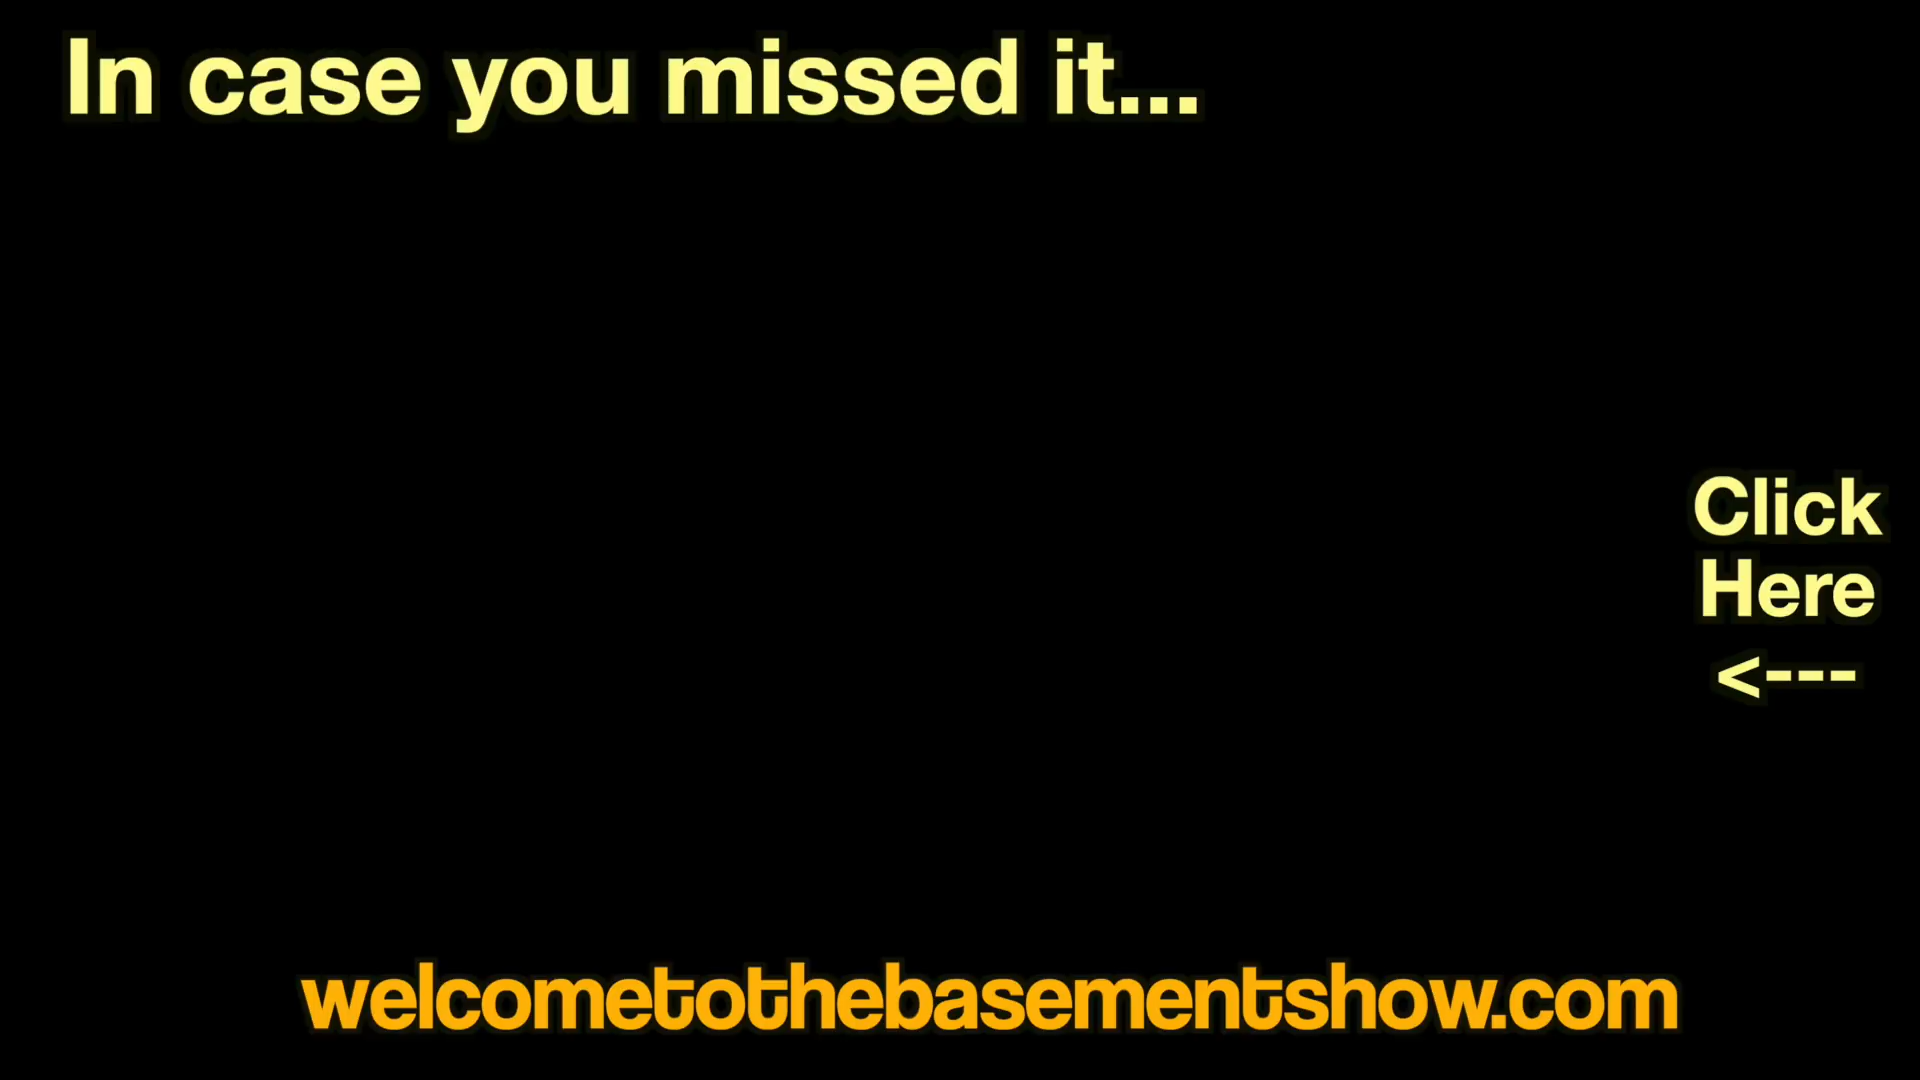 In case you missed it...
Click
Here
<---
welcometothebasementshow.com